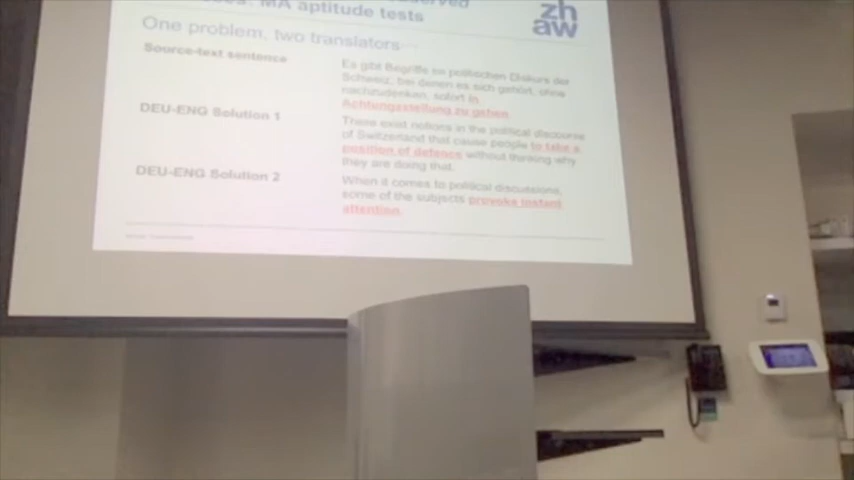 MA aptitude tests
zh
aw
One problem, two translators
Source-text sentence
Es gibt Begriffe im politischen Diskurs der
Schweiz, bei denen es sich gehört, ohne
nachzudenken, sofort in
Achtungsstellung zu gehen.
DEU-ENG Solution 1
There exist notions in the political discourse
of Switzerland that cause people to take a
position of defence without thinking why
they are doing that.
DEU-ENG Solution 2
When it comes to political discussions,
some of the subjects provoke instant
attention.